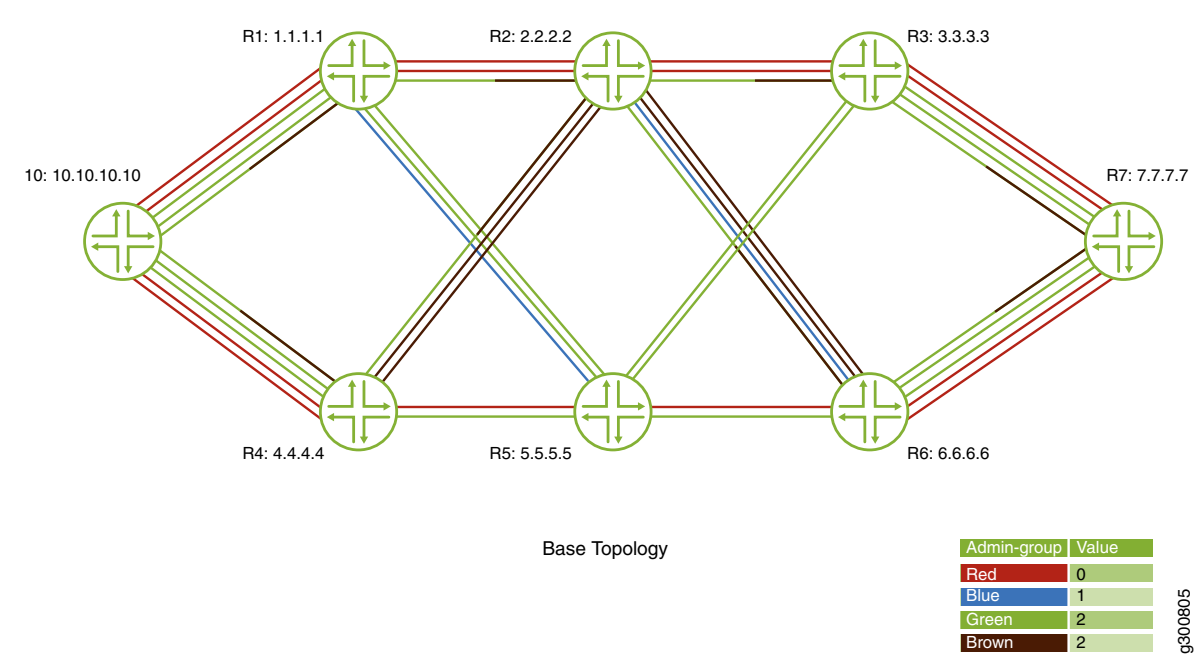 R1: 1.1.1.1
R2: 2.2.2.2
R3: 3.3.3.3
10: 10.10.10.10
R7: 7.7.7.7
R4: 4.4.4.4
R5: 5.5.5.5
R6: 6.6.6.6
Base Topology
Admin-group Value
Red 0
Blue 1
Green 2
Brown 2
g300805